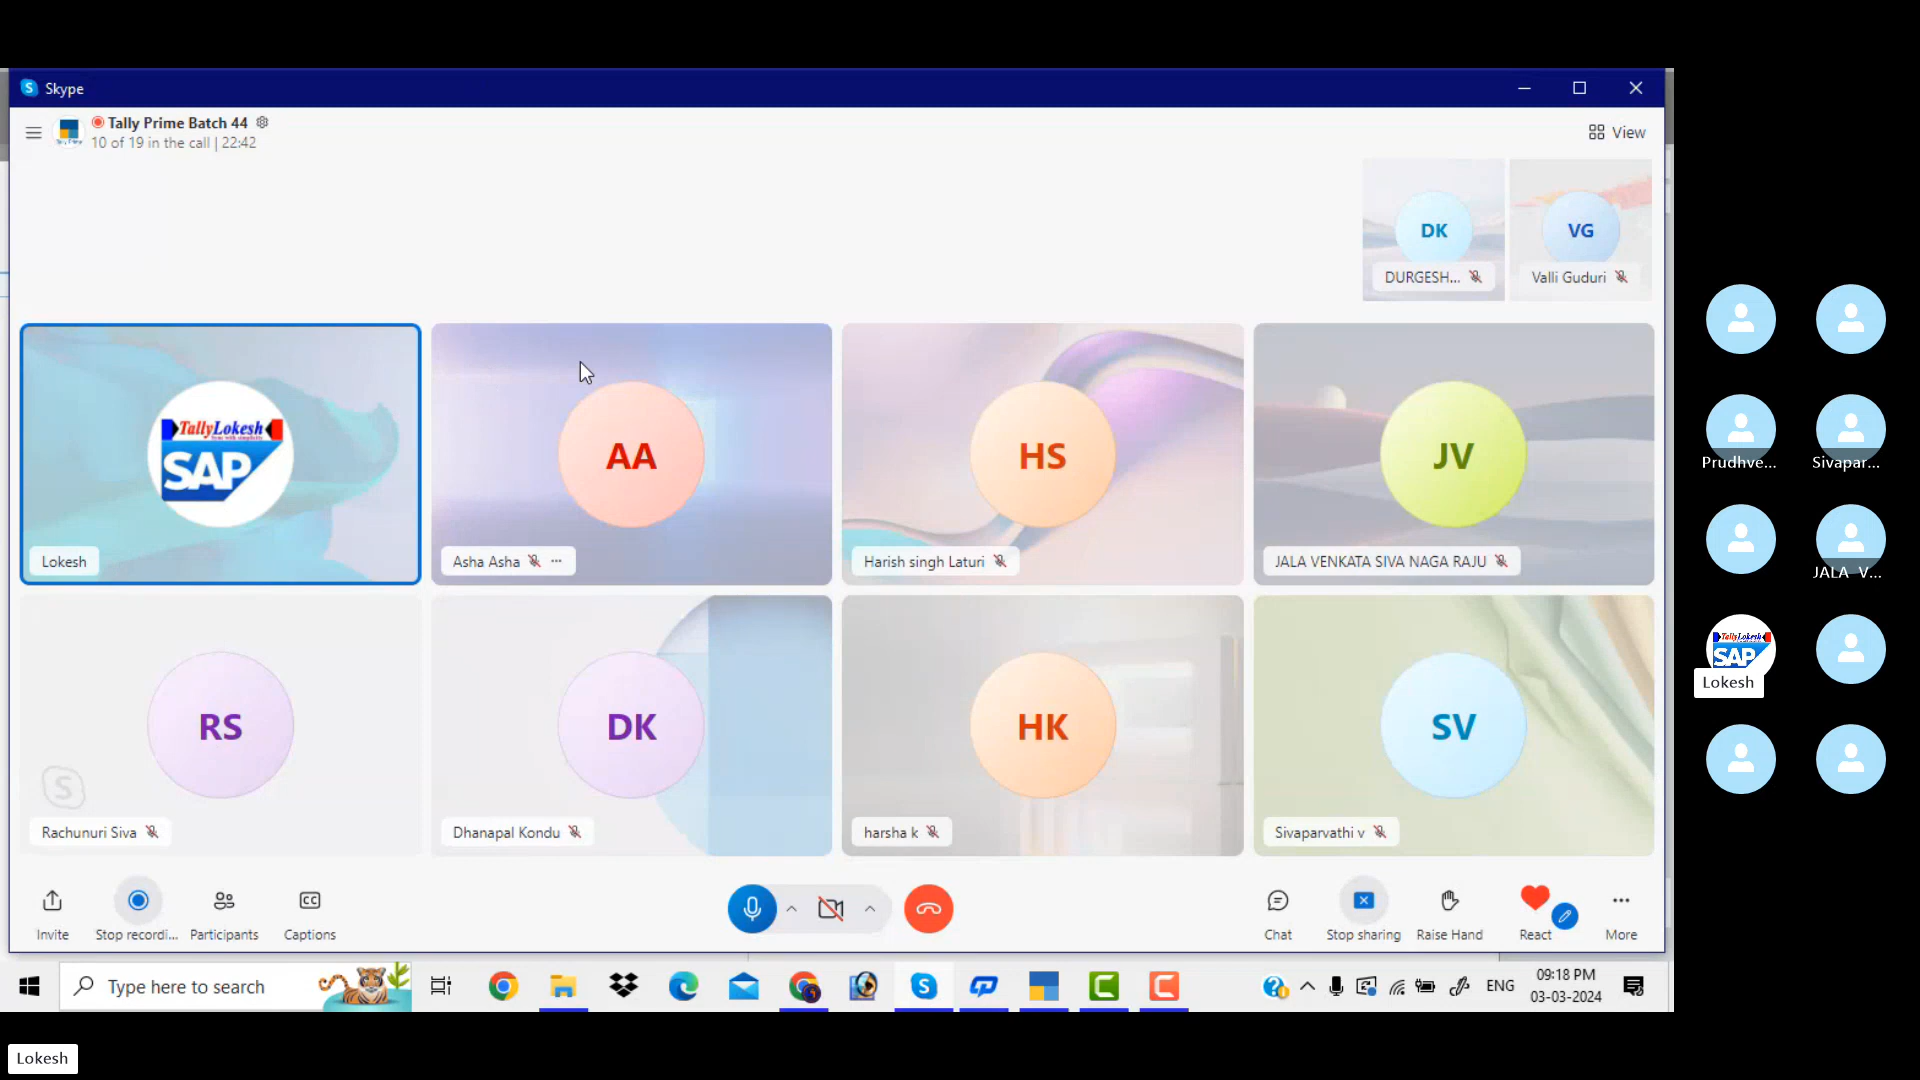 Skype
Tally Prime Batch 44
10 of 19 in the call | 22:42
View
DK
VG
DURGESH...
Valli Guduri
TallyLokesh
SAP
AA
HS
JV
Lokesh
Asha Asha
Harish singh Laturi
JALA VENKATA SIVA NAGA RAJU
RS
DK
HK
SV
Rachunuri Siva
Dhanapal Kondu
harsha k
Sivaparvathi v
Invite
Stop recordi...
Participants
CC
Captions
Chat
Stop sharing
Raise Hand
React
More
Type here to search
ENG
09:18 PM
03-03-2024
Prudhve...
Sivapar...
JALA V...
TallyLokesh
SAP
Lokesh
Lokesh